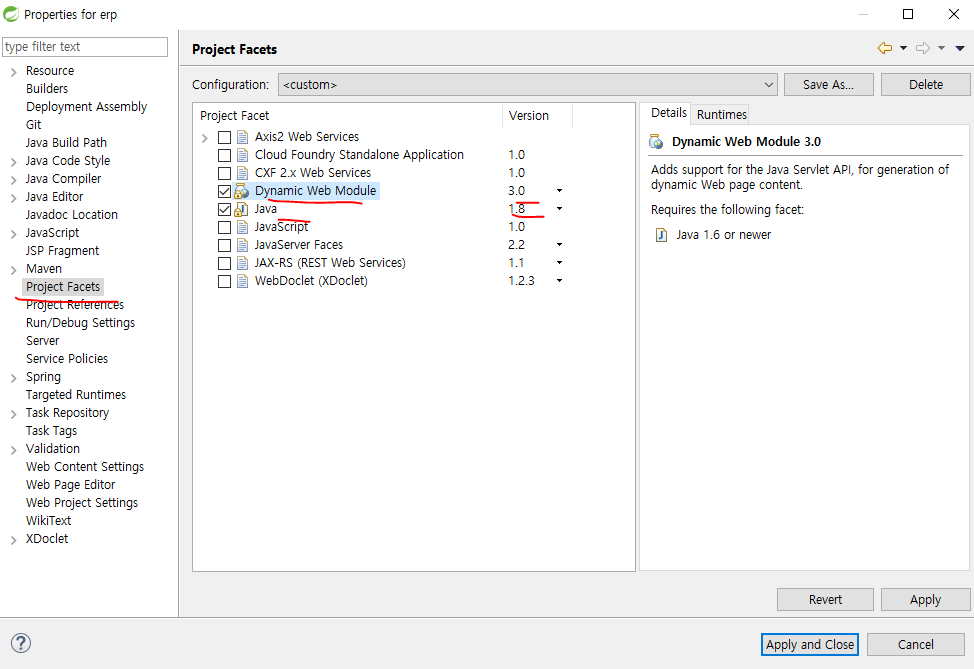 Properties for erp
type filter text
Resource
Builders
Deployment Assembly
Git
Java Build Path
Java Code Style
Java Compiler
Java Editor
Javadoc Location
JavaScript
JSP Fragment
Maven
Project Facets
Project References
Run/Debug Settings
Server
Service Policies
Spring
Targeted Runtimes
Task Repository
Task Tags
Validation
Web Content Settings
Web Page Editor
Web Project Settings
WikiText
XDoclet
Project Facets
Configuration: <custom> Save As... Delete
Project Facet Version
Axis2 Web Services
Cloud Foundry Standalone Application 1.0
CXF 2.x Web Services 1.0
Dynamic Web Module 3.0
Java 1.8
JavaScript 1.0
JavaServer Faces 2.2
JAX-RS (REST Web Services) 1.1
WebDoclet (XDoclet) 1.2.3
Details Runtimes
Dynamic Web Module 3.0
Adds support for the Java Servlet API, for generation of
dynamic Web page content.
Requires the following facet:
Java 1.6 or newer
Revert Apply
? Apply and Close Cancel